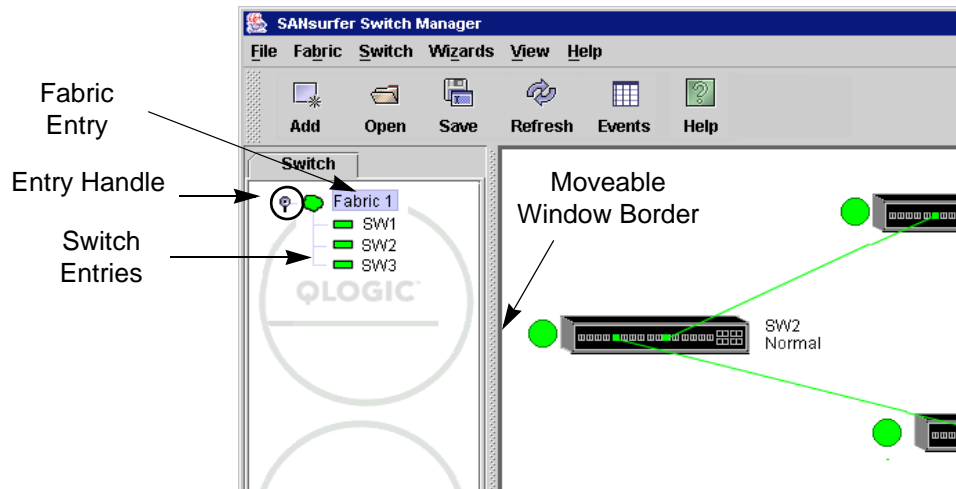 SANsurfer Switch Manager
File Fabric Switch Wizards View Help
Add Open Save Refresh Events Help
Switch
Fabric 1
SW1
SW2
SW3
QLOGIC
Fabric
Entry
Entry Handle
Switch
Entries
Moveable
Window Border
SW2
Normal